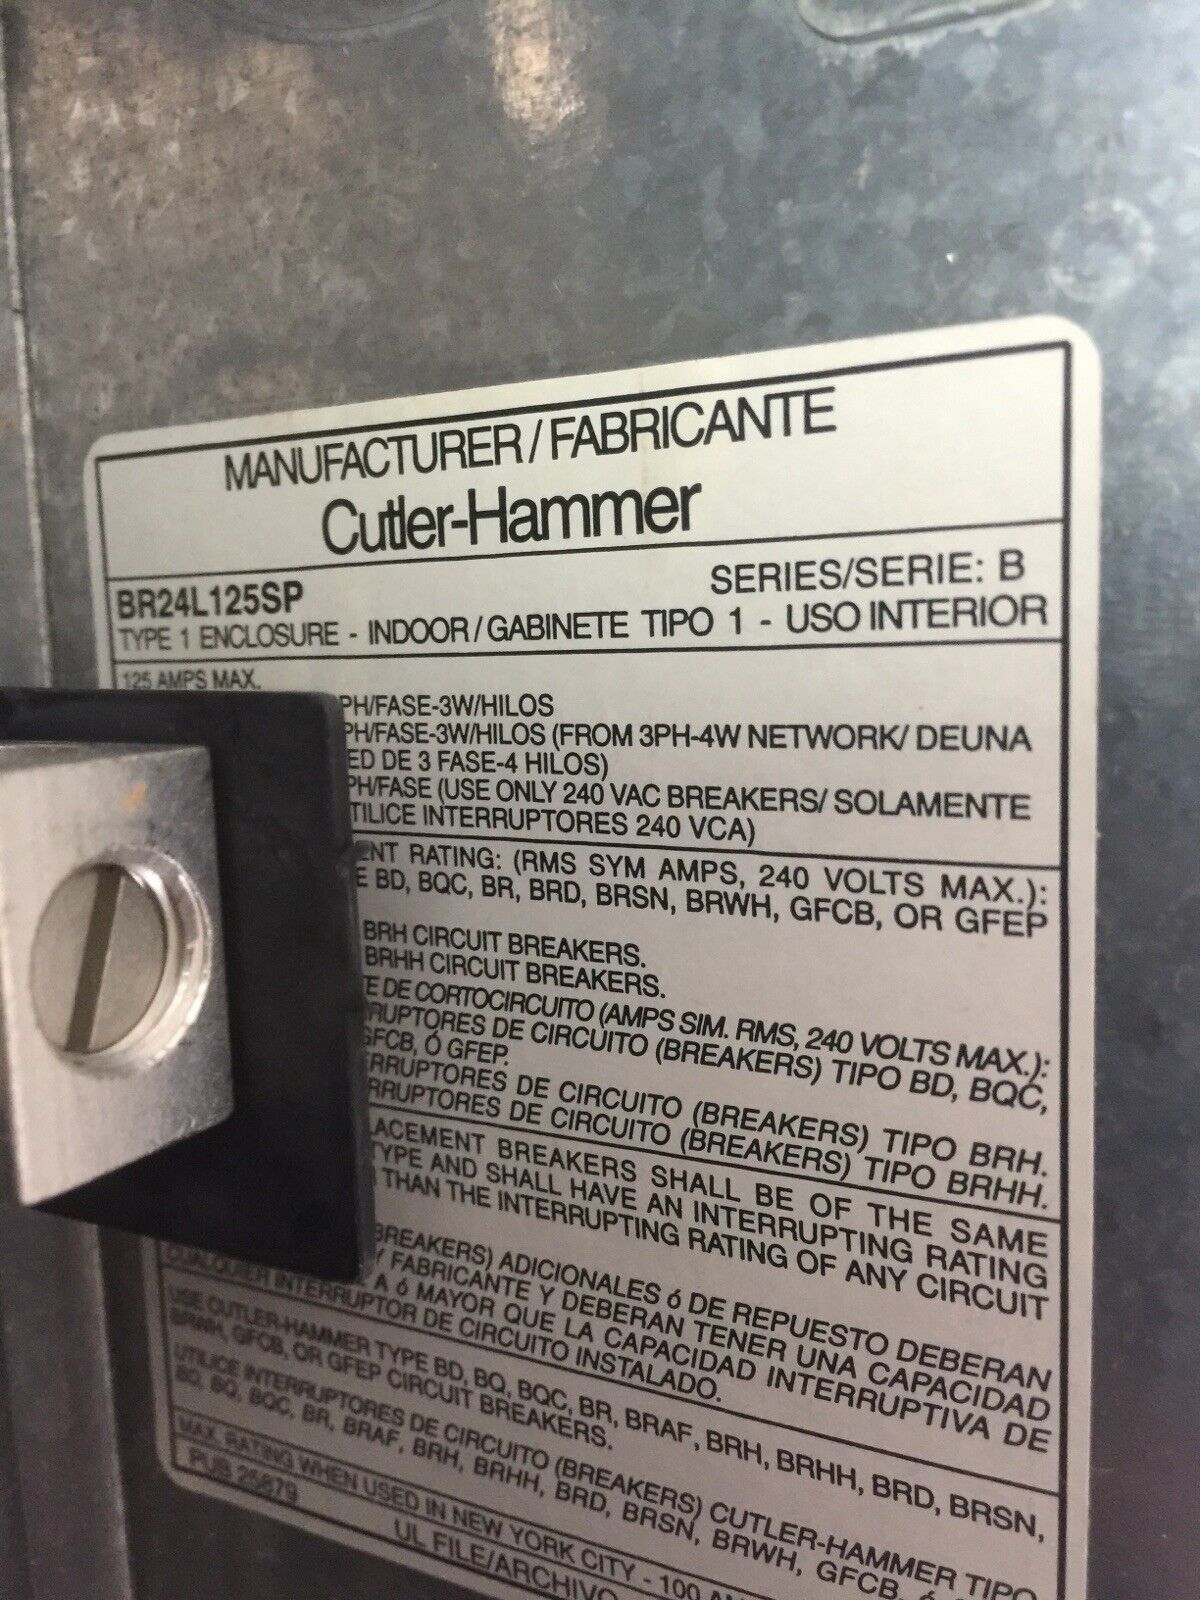 MANUFACTURER/FABRICANTE
Cutler-Hammer
BR24L125SP
SERIES/SERIE: B
TYPE 1 ENCLOSURE - INDOOR/GABINETE TIPO 1 - USO INTERIOR
125 AMPS MAX.
PH/FASE-3W/HILOS
PH/FASE-3W/HILOS (FROM 3PH-4W NETWORK/ DEUNA
ED DE 3 FASE-4 HILOS)
PH/FASE (USE ONLY 240 VAC BREAKERS/ SOLAMENTE
TILICE INTERRUPTORES 240 VCA)
ENT RATING: (RMS SYM AMPS, 240 VOLTS MAX.):
E BD, BQC, BR, BRD, BRSN, BRWH, GFCB, OR GFEP
BRH CIRCUIT BREAKERS.
BRHH CIRCUIT BREAKERS.
TE DE CORTOCIRCUITO (AMPS SIM. RMS, 240 VOLTS MAX.):
RRUPTORES DE CIRCUITO (BREAKERS) TIPO BD, BQC,
GFCB, Ó GFEP.
ERRUPTORES DE CIRCUITO (BREAKERS) TIPO BRH.
RRUPTORES DE CIRCUITO (BREAKERS) TIPO BRHH.
LACEMENT BREAKERS SHALL BE OF THE SAME
TYPE AND SHALL HAVE AN INTERRUPTING RATING
THAN THE INTERRUPTING RATING OF ANY CIRCUIT
BREAKERS) ADICIONALES ó DE REPUESTO DEBERAN
Y FABRICANTE Y DEBERAN TENER UNA CAPACIDAD
A ó MAYOR QUE LA CAPACIDAD INTERRUPTIVA DE
CUALQUIER INTERRUPTOR DE CIRCUITO INSTALADO.
USE CUTLER-HAMMER TYPE BD, BQ, BQC, BR, BRAF, BRH, BRHH, BRD, BRSN,
BRWH, GFCB, OR GFEP CIRCUIT BREAKERS.
UTILICE INTERRUPTORES DE CIRCUITO (BREAKERS) CUTLER-HAMMER TIPO
BD, BQ, BQC, BR, BRAF, BRH, BRHH, BRD, BRSN, BRWH, GFCB, ó
MAX. RATING WHEN USED IN NEW YORK CITY - 100
PUB 25879
UL FILE/ARCHIVO